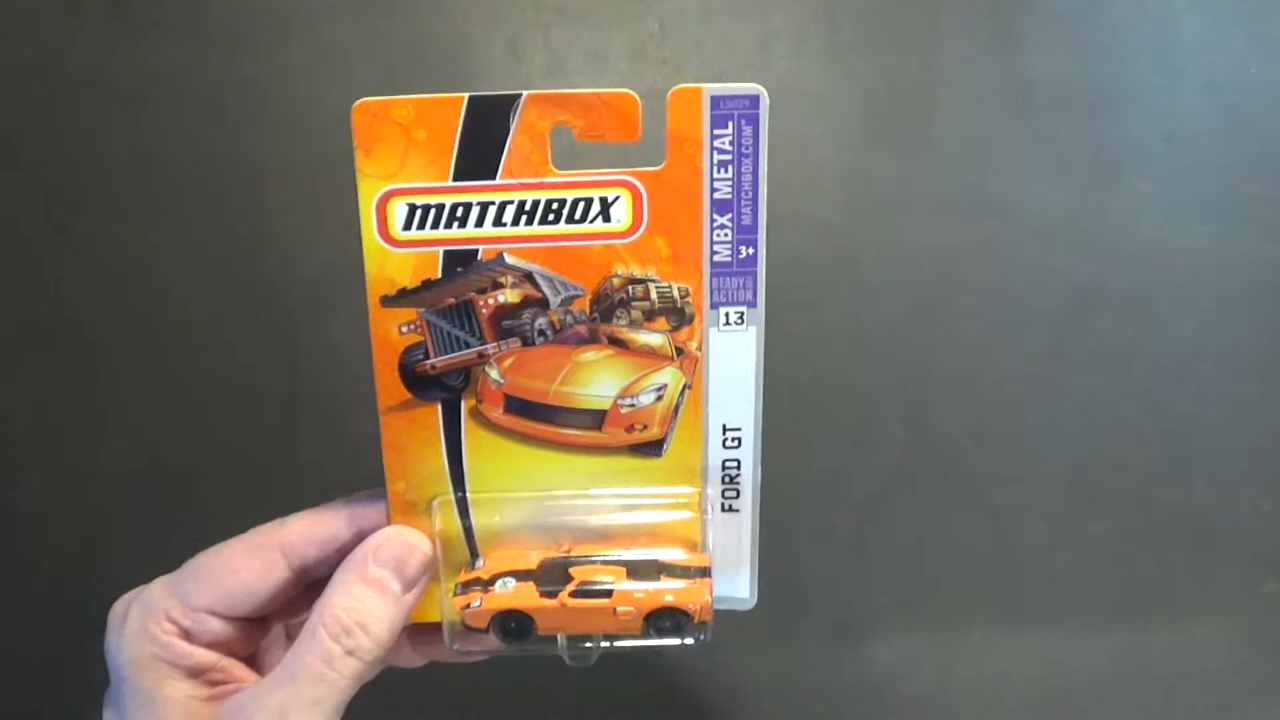 MATCHBOX
MBX METAL
MATCHBOX.COM
3+
READY
ACTION
13
FORD GT